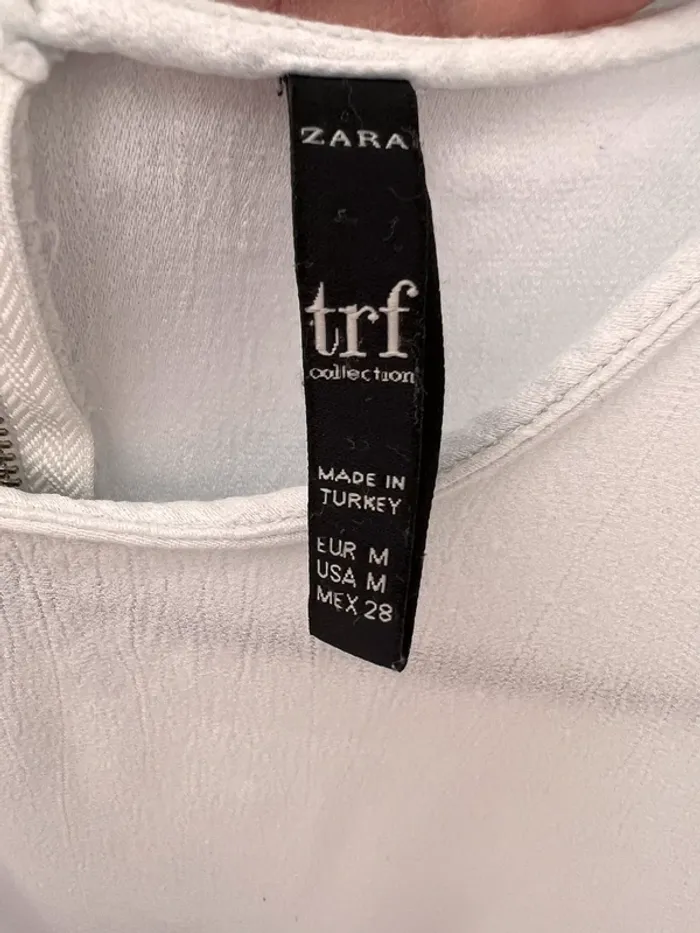 ZARA
trf
collection
MADE IN
TURKEY
EUR M
USA M
MEX 28